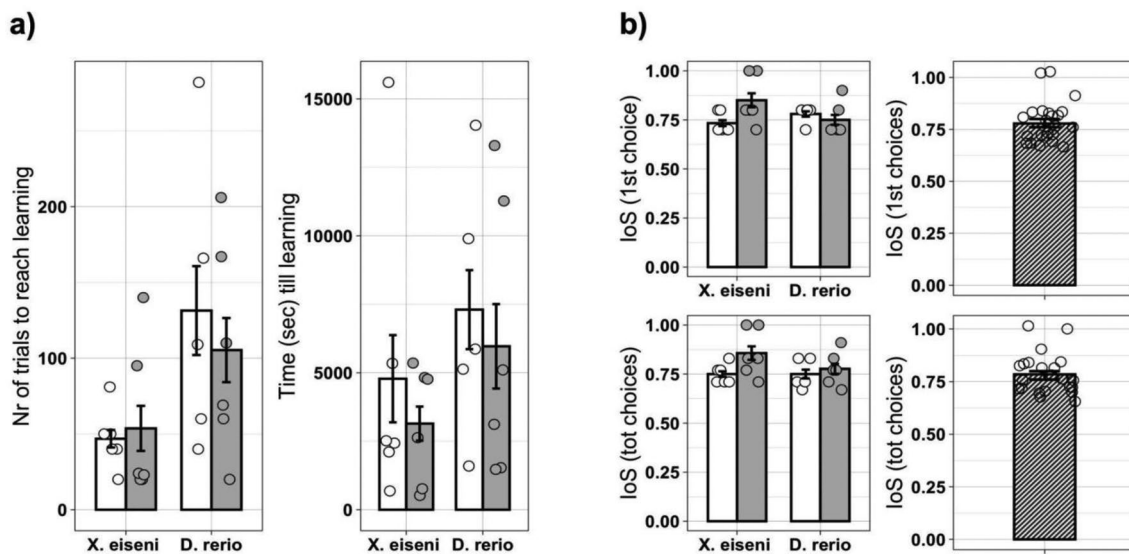 a)
Nr of trials to reach learning
200
100
0
X. eiseni D. rerio
Time (sec) till learning
15000
10000
5000
0
X. eiseni D. rerio
b)
IoS (1st choice)
1.00
0.75
0.50
0.25
0.00
X. eiseni D. rerio
IoS (1st choices)
1.00
0.75
0.50
0.25
0.00
IoS (tot choices)
1.00
0.75
0.50
0.25
0.00
X. eiseni D. rerio
IoS (tot choices)
1.00
0.75
0.50
0.25
0.00